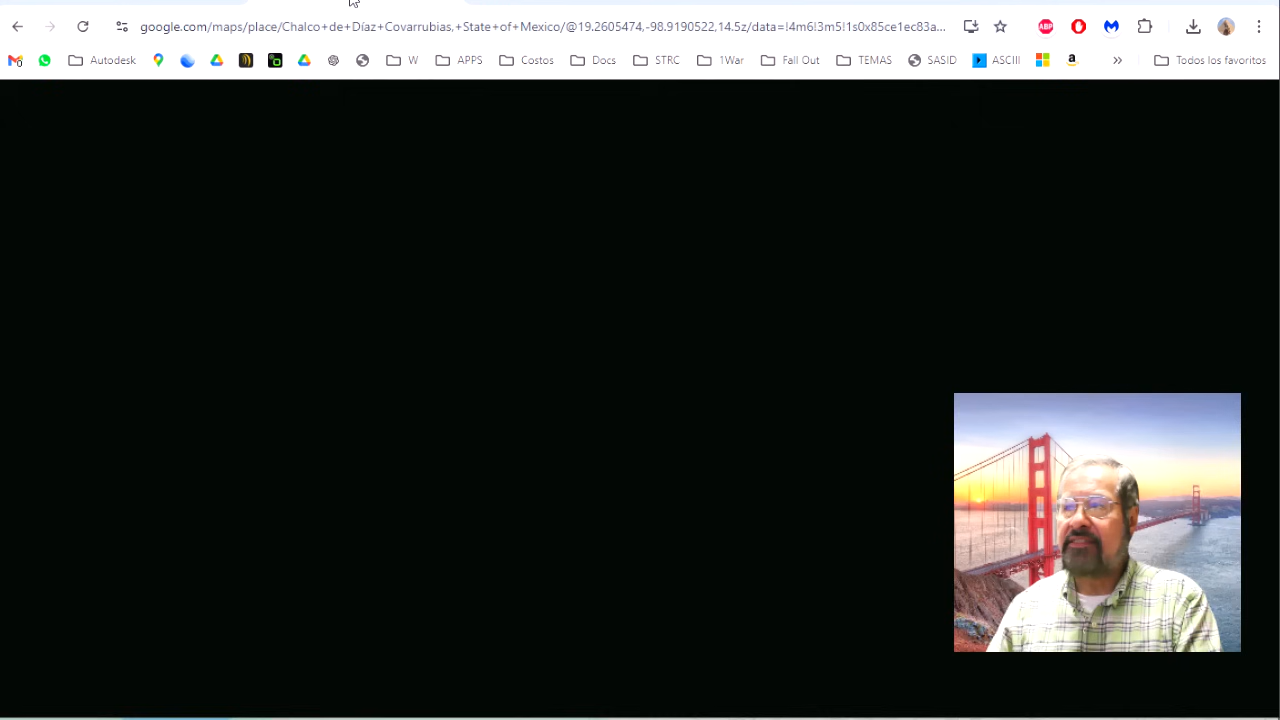 google.com/maps/place/Chalco+de+Díaz+Covarrubias,+State+of+Mexico/@19.2605474,-98.9190522,14.5z/data=!4m6!3m5!1s0x85ce1ec83a...
ABP
Autodesk W APPS Costos Docs STRC 1War Fall Out TEMAS SASID ASCIII a » Todos los favoritos